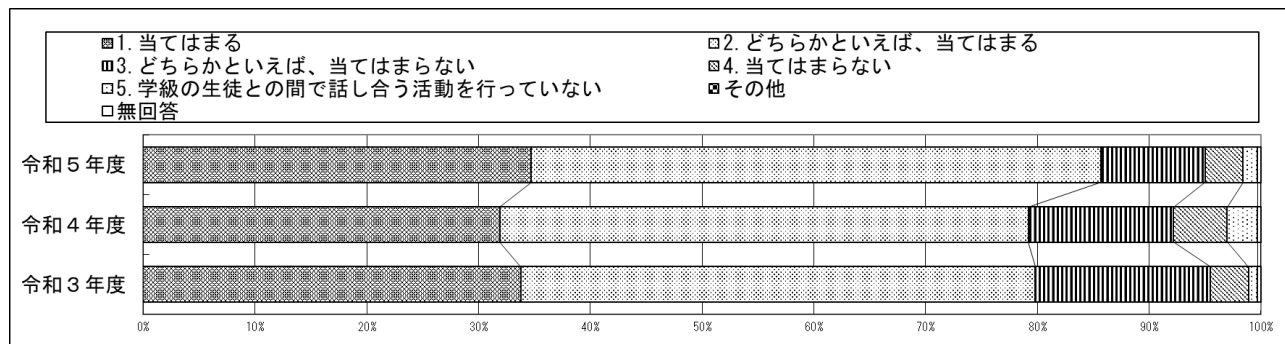 1. 当てはまる
2. どちらかといえば、当てはまる
3. どちらかといえば、当てはまらない
4. 当てはまらない
5. 学級の生徒との間で話し合う活動を行っていない
その他
無回答
令和５年度
令和４年度
令和３年度
0% 10% 20% 30% 40% 50% 60% 70% 80% 90% 100%